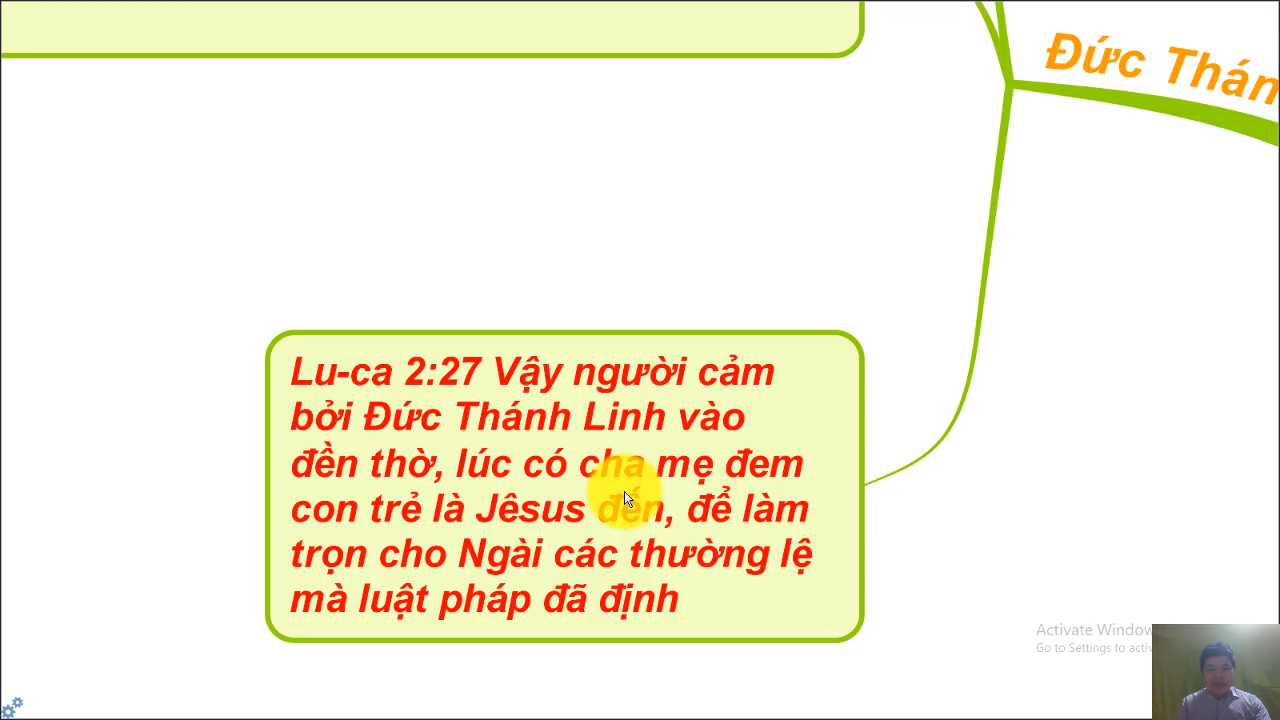 Đức Thán
Lu-ca 2:27 Vậy người cảm
bởi Đức Thánh Linh vào
đền thờ, lúc có cha mẹ đem
con trẻ là Jêsus đến, để làm
trọn cho Ngài các thường lệ
mà luật pháp đã định
Activate Window
Go to Settings to activ